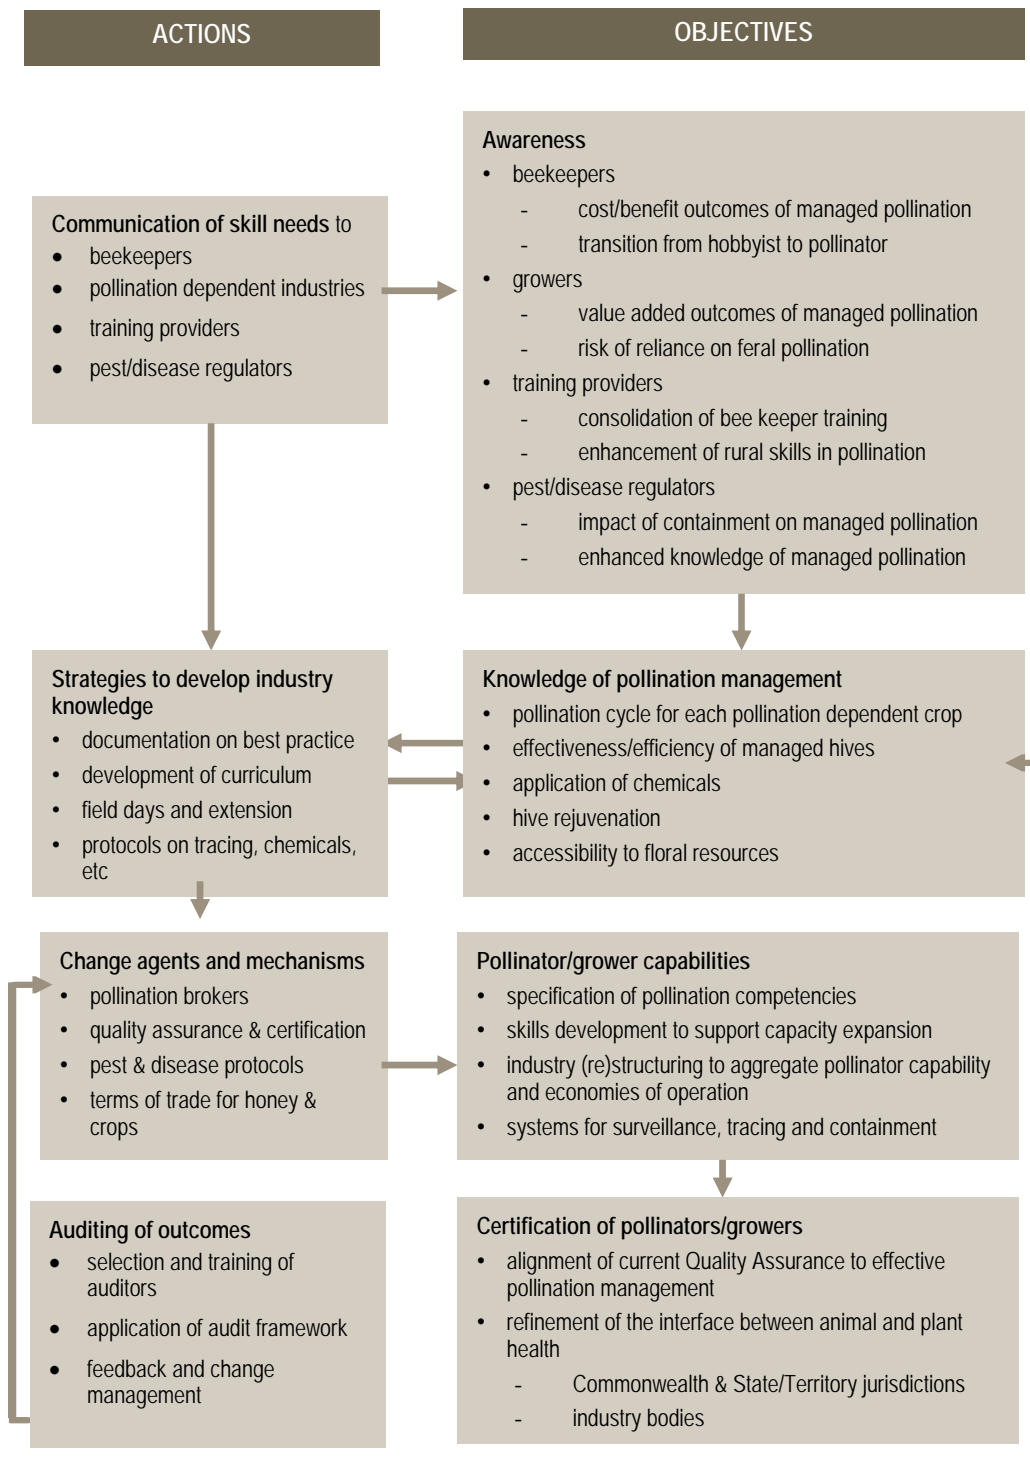 ACTIONS
OBJECTIVES
Communication of skill needs to
• beekeepers
• pollination dependent industries
• training providers
• pest/disease regulators
Awareness
• beekeepers
- cost/benefit outcomes of managed pollination
- transition from hobbyist to pollinator
• growers
- value added outcomes of managed pollination
- risk of reliance on feral pollination
• training providers
- consolidation of bee keeper training
- enhancement of rural skills in pollination
• pest/disease regulators
- impact of containment on managed pollination
- enhanced knowledge of managed pollination
Strategies to develop industry
knowledge
• documentation on best practice
• development of curriculum
• field days and extension
• protocols on tracing, chemicals,
etc
Knowledge of pollination management
• pollination cycle for each pollination dependent crop
• effectiveness/efficiency of managed hives
• application of chemicals
• hive rejuvenation
• accessibility to floral resources
Change agents and mechanisms
• pollination brokers
• quality assurance & certification
• pest & disease protocols
• terms of trade for honey &
crops
Pollinator/grower capabilities
• specification of pollination competencies
• skills development to support capacity expansion
• industry (re)structuring to aggregate pollinator capability
and economies of operation
• systems for surveillance, tracing and containment
Auditing of outcomes
• selection and training of
auditors
• application of audit framework
• feedback and change
management
Certification of pollinators/growers
• alignment of current Quality Assurance to effective
pollination management
• refinement of the interface between animal and plant
health
- Commonwealth & State/Territory jurisdictions
- industry bodies